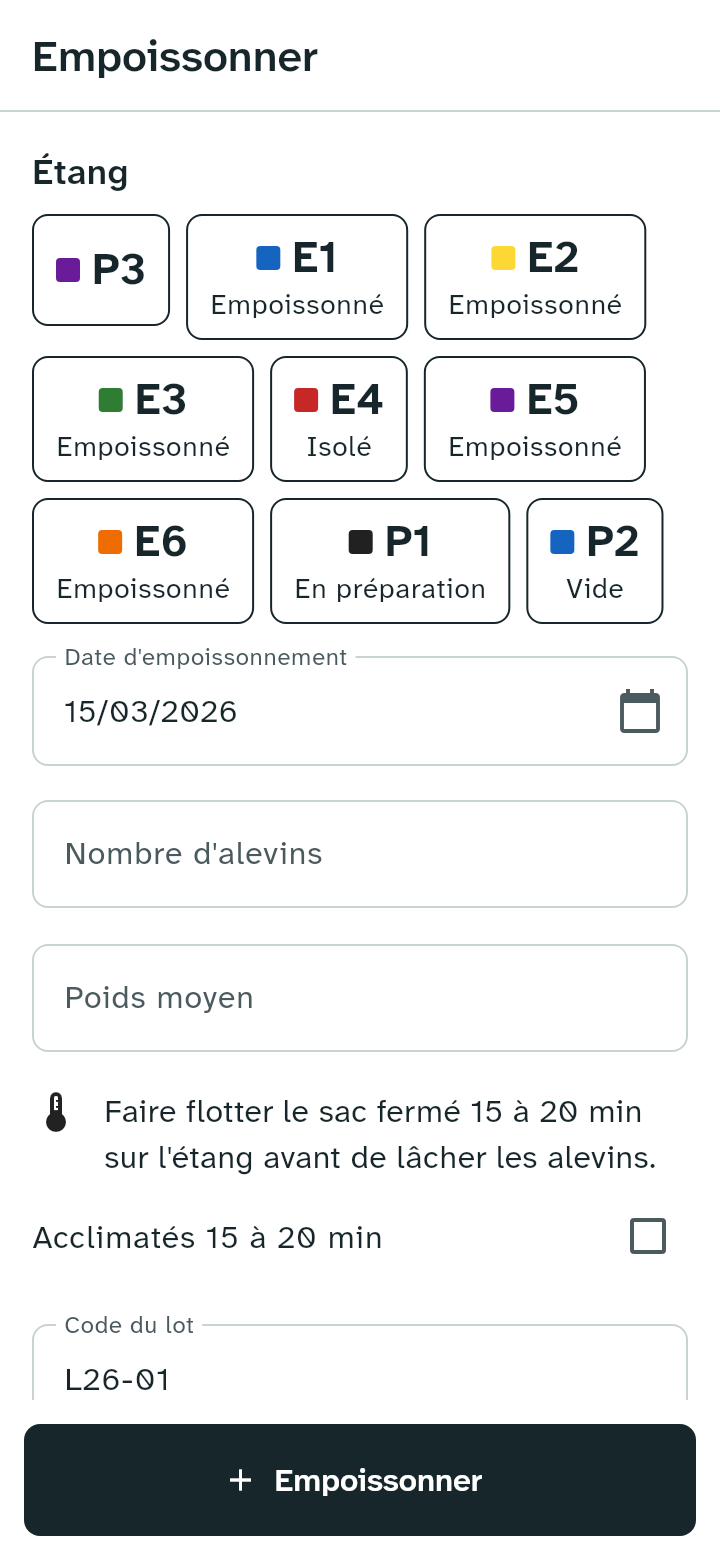 Empoissonner
Étang
P3
E1
Empoissonné
E2
Empoissonné
E3
Empoissonné
E4
Isolé
E5
Empoissonné
E6
Empoissonné
P1
En préparation
P2
Vide
Date d'empoissonnement
15/03/2026
Nombre d'alevins
Poids moyen
Faire flotter le sac fermé 15 à 20 min
sur l'étang avant de lâcher les alevins.
Acclimatés 15 à 20 min
Code du lot
L26-01
+ Empoissonner